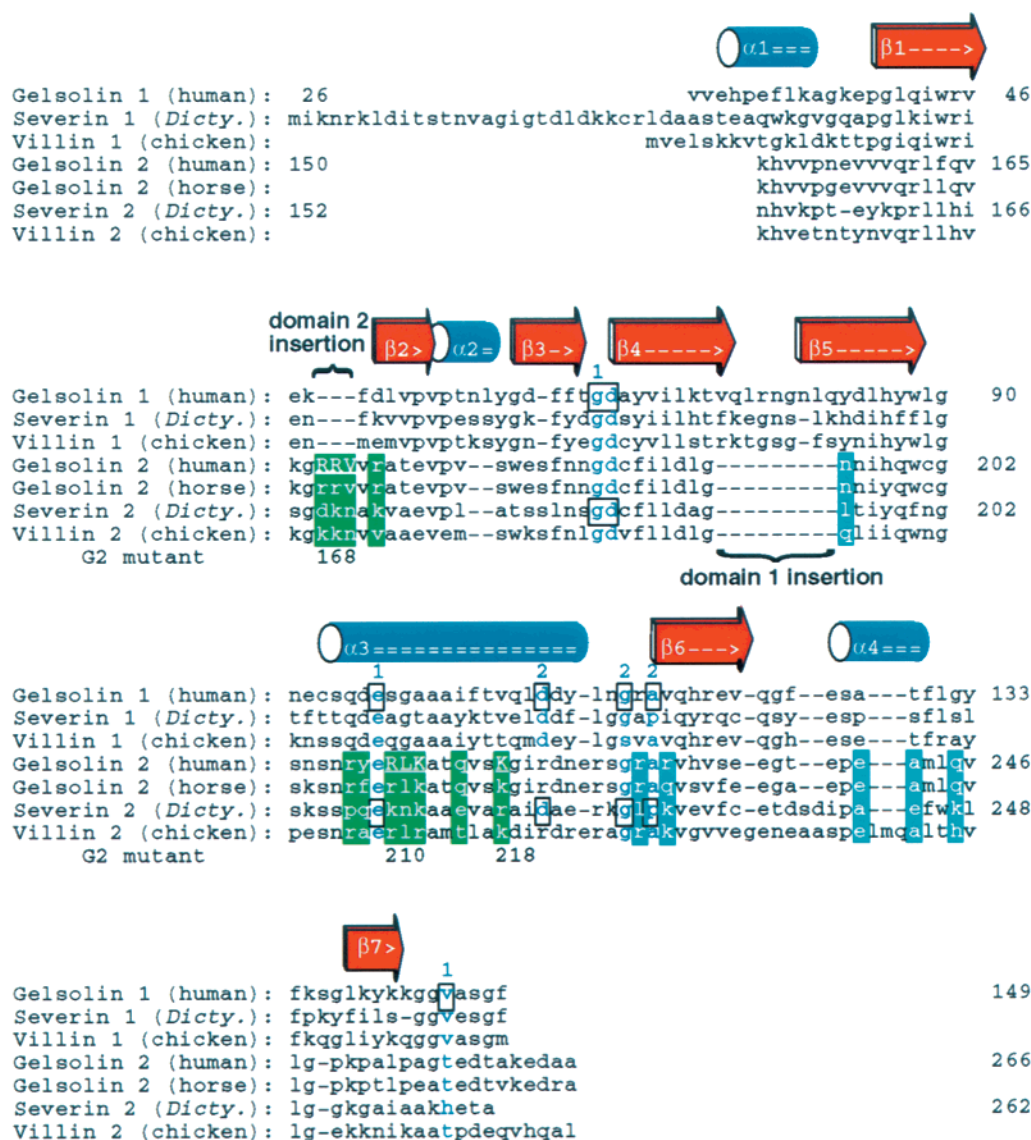 α1=== β1---->
Gelsolin 1 (human): 26 vvehpeflkagkepglqiwrv 46
Severin 1 (Dicty.): miknrklditstnvagigtdldkkcrldaasteaqwkgvgqapglkiwri
Villin 1 (chicken): mvelskkvtgkldkttpgiqiwri
Gelsolin 2 (human): 150 khvvpnevvvqrlfqv 165
Gelsolin 2 (horse): khvvpgevvvqrllqv
Severin 2 (Dicty.): 152 nhvkpt-eykprllhi 166
Villin 2 (chicken): khvetntynvqrllhv
domain 2
insertion
β2> α2= β3-> β4-----> β5----->
1
Gelsolin 1 (human): ek---fdlvpvptnlygd-fftgdayvilktvqlrngnlqydlhywlg 90
Severin 1 (Dicty.): en---fkvkpvpessygk-fydgdsyiilhtfkegns-lkhdihfflg
Villin 1 (chicken): en---memvpvptksygn-fyegdcyvllstrktgsg-fsynihywlg
Gelsolin 2 (human): kgRRVvratevpv--swesfnngdcfildlg---------nnihqwcg 202
Gelsolin 2 (horse): kgrrvvratevpv--swesfnngdcfildlg---------nniyqwcg
Severin 2 (Dicty.): sgdknakvaevpl--atsslnsgdcflldag---------ltiyqfng 202
Villin 2 (chicken): kgkknvvaaevem--swksfnlgdvflldlg---------qliiqwng
G2 mutant 168
domain 1 insertion
α3================ β6---> α4===
1 2 2 2
Gelsolin 1 (human): necsqdesgaaaiftvqlddyl-lngravqhrev-qgf--esa---tflgy 133
Severin 1 (Dicty.): tfttqdeagtaayktvelddf-lggapiqyrqc-qsy--esp---sflsl
Villin 1 (chicken): knssqdeqgaaaiyttqmdey-lgsvavqhrev-qgh--ese---tfray
Gelsolin 2 (human): snsnryeRLKatqvsKgirdnersgrarvhvse-egt--epe---amlqv 246
Gelsolin 2 (horse): sksnrferlkatqvskgirdnersgraqvsvfe-ega--epe---amlqv
Severin 2 (Dicty.): sksspqeknkaaevaraidaerkglpkvevfc-etdsdipa---efwkl 248
Villin 2 (chicken): pesnraerlramtlakdirdreragrakvgvvegeneaaspelmqalthv
G2 mutant 210 218
β7>
1
Gelsolin 1 (human): fksglkykkggvasgf 149
Severin 1 (Dicty.): fpkyfils-ggvesgf
Villin 1 (chicken): fkqgliykqggvasgm
Gelsolin 2 (human): lg-pkpalpagtedtakedaa 266
Gelsolin 2 (horse): lg-pkptlpeatedtvkedra
Severin 2 (Dicty.): lg-gkgaiaakheta 262
Villin 2 (chicken): lg-ekknikaatpdeqvhqal